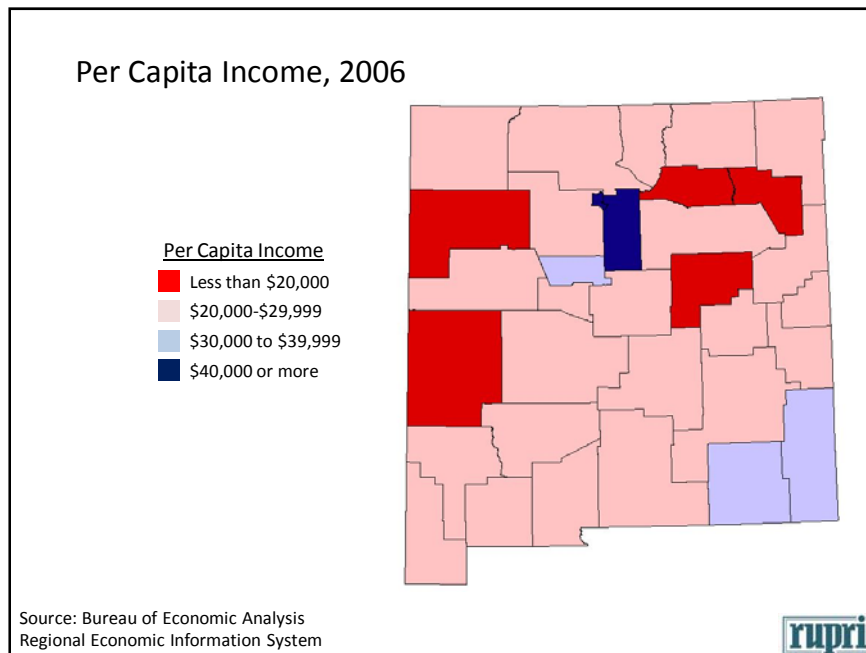 Per Capita Income, 2006
Per Capita Income
Less than $20,000
$20,000-$29,999
$30,000 to $39,999
$40,000 or more
Source: Bureau of Economic Analysis
Regional Economic Information System
rupri